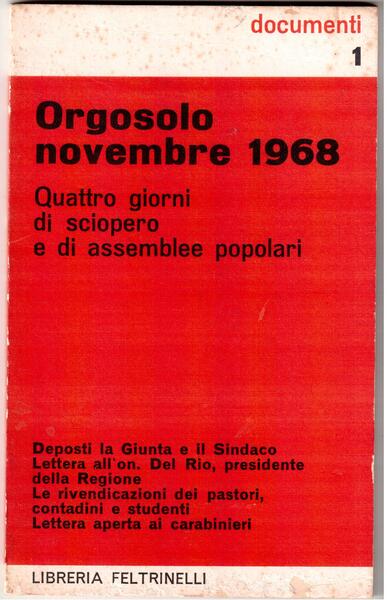 documenti
1
Orgosolo
novembre 1968
Quattro giorni
di sciopero
e di assemblee popolari
Deposti la Giunta e il Sindaco
Lettera all'on. Del Rio, presidente
della Regione
Le rivendicazioni dei pastori,
contadini e studenti
Lettera aperta ai carabinieri
LIBRERIA FELTRINELLI